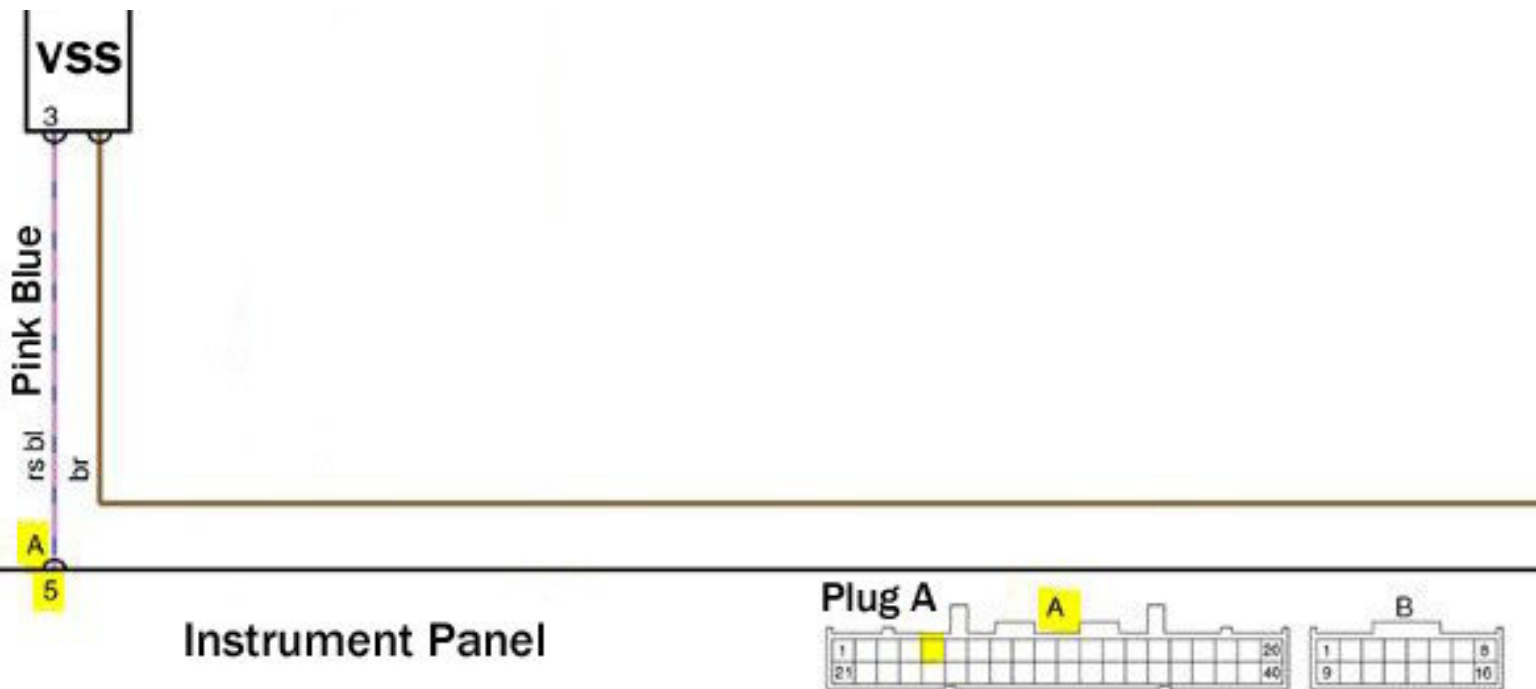 VSS
3
Pink Blue
rs bl
br
A
5
Instrument Panel
Plug A
A
B
1 20
21 40
1 8
9 16